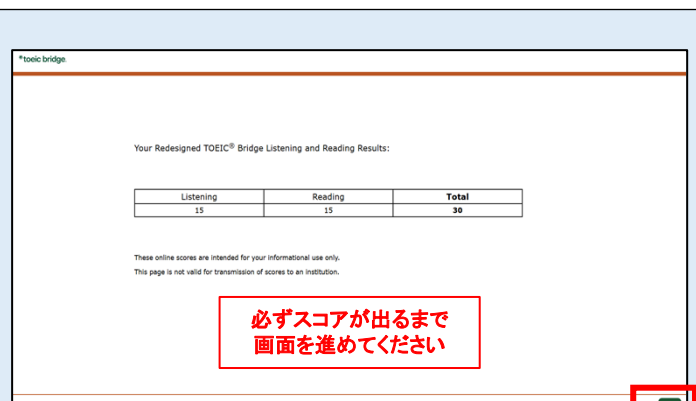 *toeic bridge.
Your Redesigned TOEIC® Bridge Listening and Reading Results:
Listening Reading Total
15 15 30
These online scores are intended for your informational use only.
This page is not valid for transmission of scores to an institution.
必ずスコアが出るまで
画面を進めてください